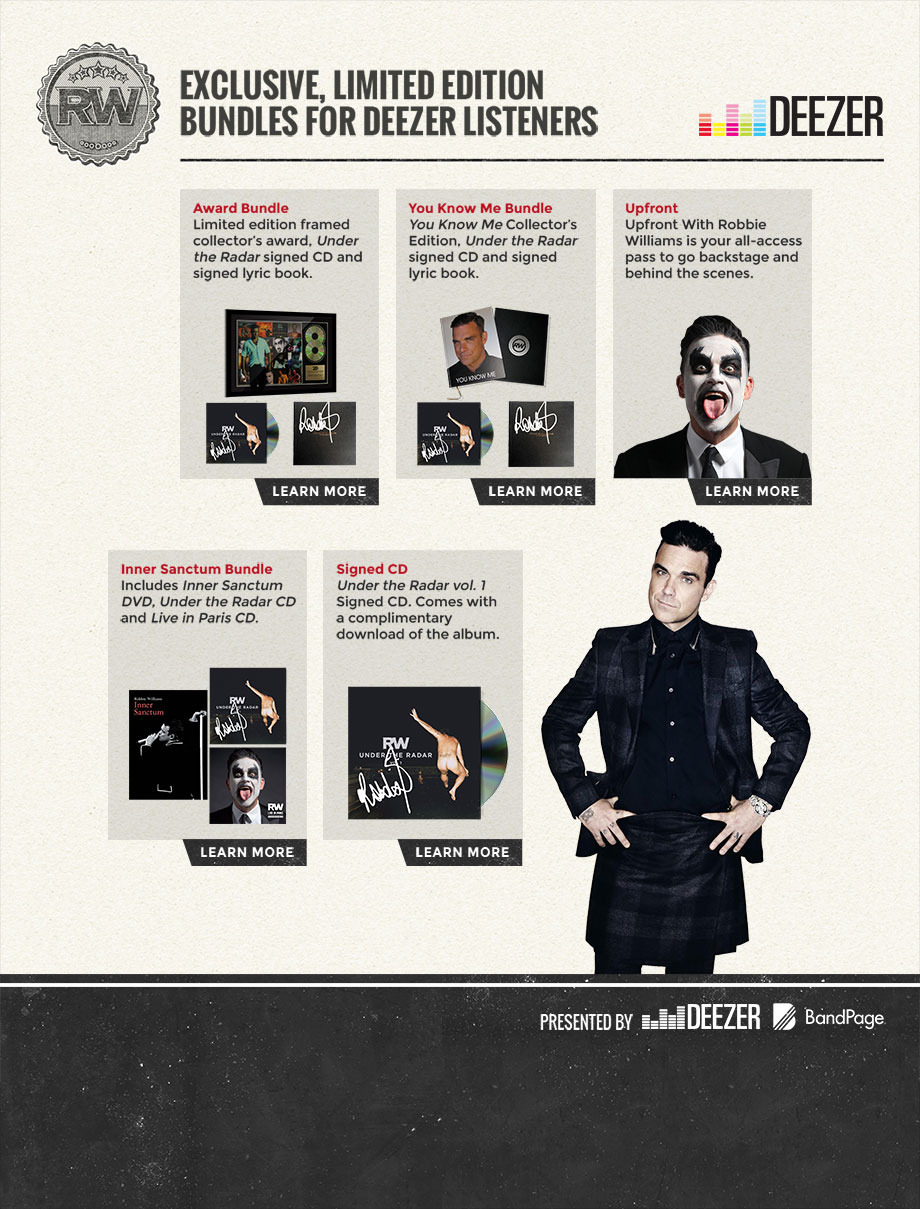 RW
EXCLUSIVE, LIMITED EDITION
BUNDLES FOR DEEZER LISTENERS
DEEZER
Award Bundle
Limited edition framed
collector's award, Under
the Radar signed CD and
signed lyric book.
RW
UNDER THE RADAR
LEARN MORE
You Know Me Bundle
You Know Me Collector's
Edition, Under the Radar
signed CD and signed
lyric book.
RW
YOU KNOW ME
RW
UNDER THE RADAR
LEARN MORE
Upfront
Upfront With Robbie
Williams is your all-access
pass to go backstage and
behind the scenes.
LEARN MORE
Inner Sanctum Bundle
Includes Inner Sanctum
DVD, Under the Radar CD
and Live in Paris CD.
Robbie Williams
Inner
Sanctum
RW
UNDER THE RADAR
RW
LEARN MORE
Signed CD
Under the Radar vol. 1
Signed CD. Comes with
a complimentary
download of the album.
RW
UNDER THE RADAR
LEARN MORE
PRESENTED BY DEEZER BandPage